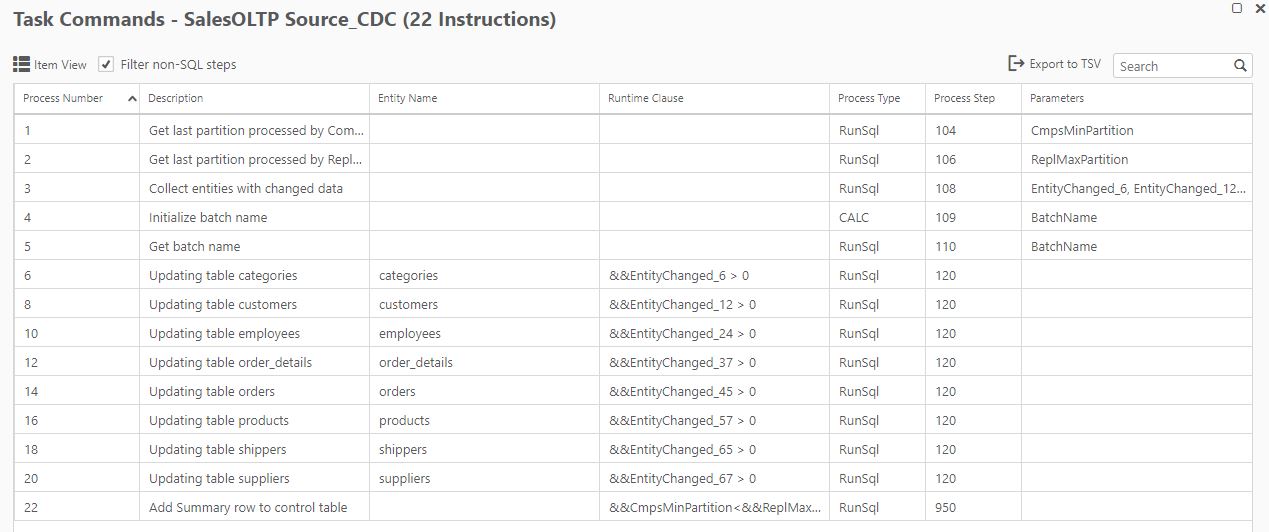 Task Commands - SalesOLTP Source_CDC (22 Instructions)
Item View Filter non-SQL steps Export to TSV Search
Process Number Description Entity Name Runtime Clause Process Type Process Step Parameters
1 Get last partition processed by Com... RunSql 104 CmpsMinPartition
2 Get last partition processed by Repl... RunSql 106 ReplMaxPartition
3 Collect entities with changed data RunSql 108 EntityChanged_6, EntityChanged_12...
4 Initialize batch name CALC 109 BatchName
5 Get batch name RunSql 110 BatchName
6 Updating table categories categories &&EntityChanged_6 > 0 RunSql 120
8 Updating table customers customers &&EntityChanged_12 > 0 RunSql 120
10 Updating table employees employees &&EntityChanged_24 > 0 RunSql 120
12 Updating table order_details order_details &&EntityChanged_37 > 0 RunSql 120
14 Updating table orders orders &&EntityChanged_45 > 0 RunSql 120
16 Updating table products products &&EntityChanged_57 > 0 RunSql 120
18 Updating table shippers shippers &&EntityChanged_65 > 0 RunSql 120
20 Updating table suppliers suppliers &&EntityChanged_67 > 0 RunSql 120
22 Add Summary row to control table &&CmpsMinPartition<&&ReplMax... RunSql 950